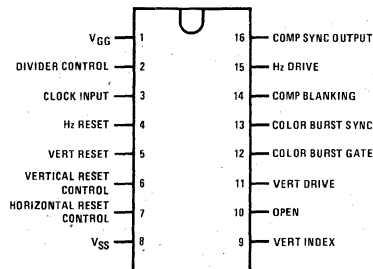 VGG 1
DIVIDER CONTROL 2
CLOCK INPUT 3
Hz RESET 4
VERT RESET 5
VERTICAL RESET
CONTROL 6
HORIZONTAL RESET
CONTROL 7
VSS 8
16 COMP SYNC OUTPUT
15 Hz DRIVE
14 COMP BLANKING
13 COLOR BURST SYNC
12 COLOR BURST GATE
11 VERT DRIVE
10 OPEN
9 VERT INDEX